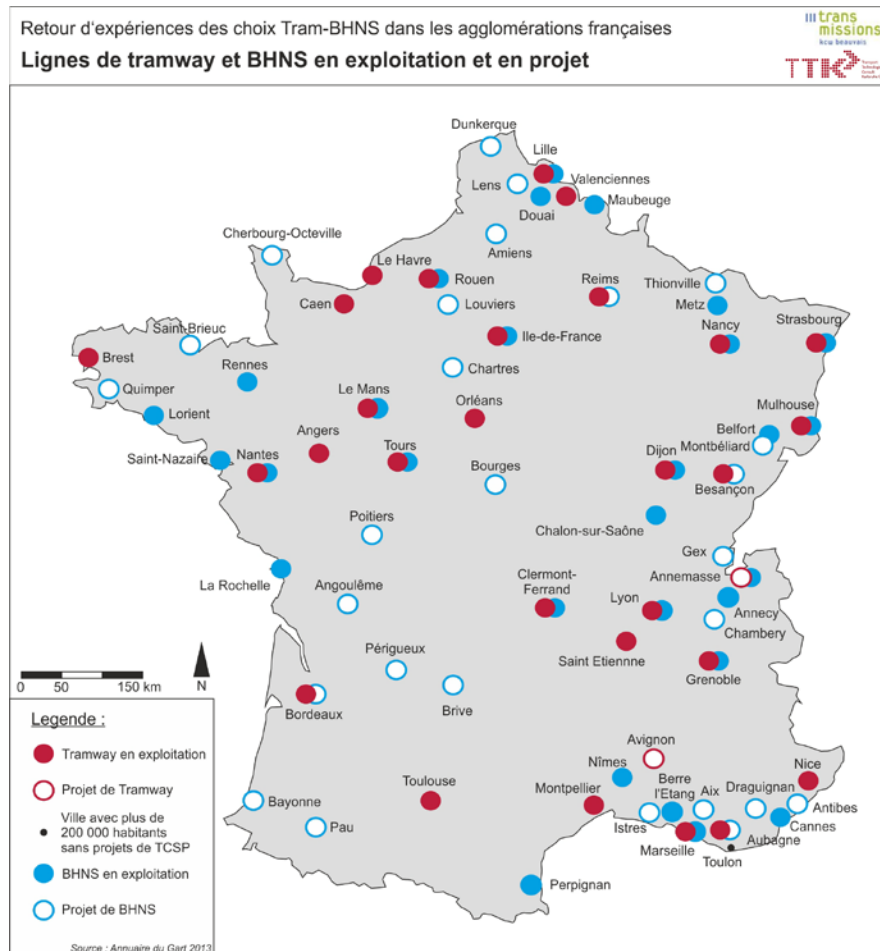 Retour d'expériences des choix Tram-BHNS dans les agglomérations françaises
Lignes de tramway et BHNS en exploitation et en projet
trans
missions
kcw beauvais
TTK
Dunkerque
Lille
Lens
Valenciennes
Douai
Maubeuge
Cherbourg-Octeville
Amiens
Le Havre
Rouen
Reims
Thionville
Caen
Louviers
Metz
Saint-Brieuc
Ile-de-France
Nancy
Strasbourg
Brest
Rennes
Chartres
Quimper
Le Mans
Orléans
Mulhouse
Lorient
Belfort
Angers
Montbéliard
Saint-Nazaire
Nantes
Tours
Dijon
Bourges
Besançon
Poitiers
Chalon-sur-Saône
Gex
La Rochelle
Annemasse
Angoulême
Clermont-
Ferrand
Lyon
Annecy
Chambery
Périgueux
Saint Etiennne
0 50 150 km
N
Grenoble
Brive
Bordeaux
Avignon
Nîmes
Nice
Toulouse
Montpellier
Berre
l'Etang
Aix
Draguignan
Bayonne
Antibes
Istres
Cannes
Pau
Marseille
Aubagne
Toulon
Perpignan
Legende :
Tramway en exploitation
Projet de Tramway
Ville avec plus de
200 000 habitants
sans projets de TCSP
BHNS en exploitation
Projet de BHNS
Source : Annuaire du Gart 2013